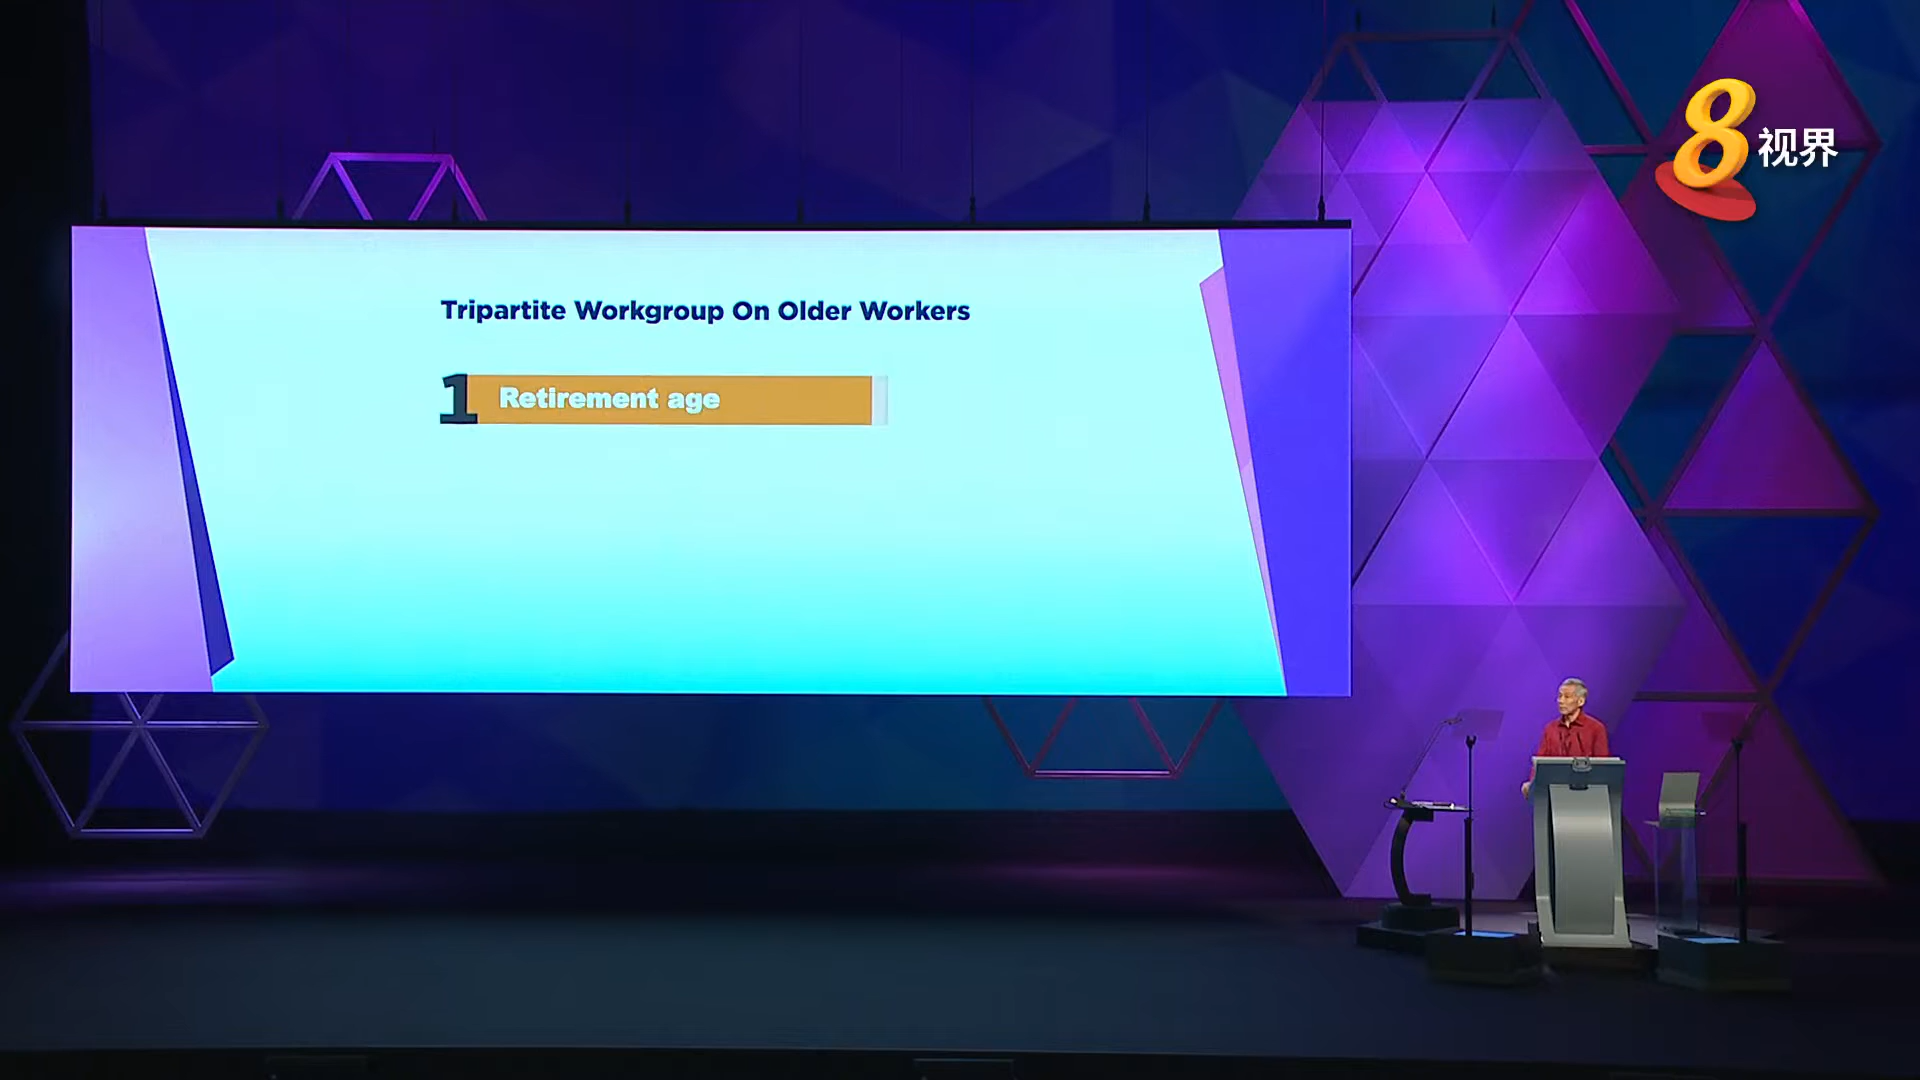 8视界
Tripartite Workgroup On Older Workers
1 Retirement age